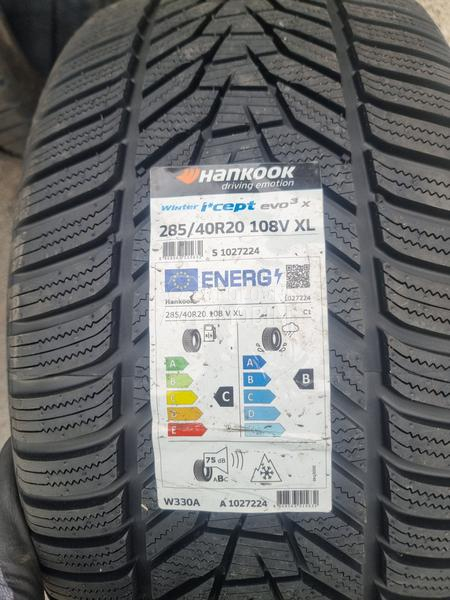 HANKOOK
driving emotion
Winter i*cept evo³ x
285/40R20 108V XL
S 1027224
ENERG
Hankook
1027224
285/40R20 108 V XL
C1
A
A
B
B
B
C
C
C
D
D
E
E
75 dB
ABC
W330A
A 1027224